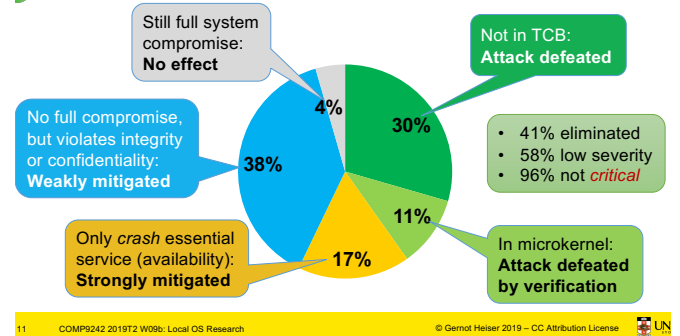 Still full system
compromise:
No effect
Not in TCB:
Attack defeated
4%
30%
No full compromise,
but violates integrity
or confidentiality:
Weakly mitigated
38%
• 41% eliminated
• 58% low severity
• 96% not critical
11%
Only crash essential
service (availability):
Strongly mitigated
17%
In microkernel:
Attack defeated
by verification
11 COMP9242 2019T2 W09b: Local OS Research © Gernot Heiser 2019 – CC Attribution License